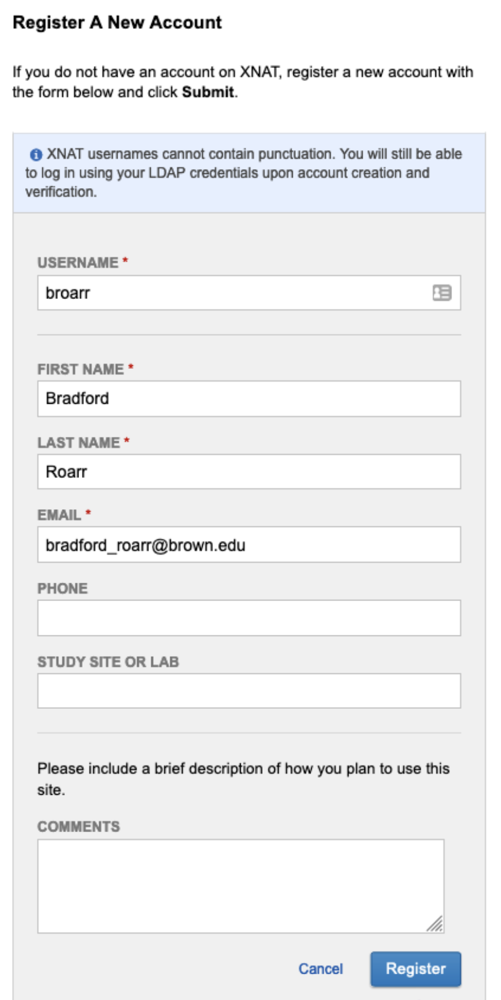 Register A New Account
If you do not have an account on XNAT, register a new account with
the form below and click Submit.
XNAT usernames cannot contain punctuation. You will still be able
to log in using your LDAP credentials upon account creation and
verification.
USERNAME *
broarr
FIRST NAME *
Bradford
LAST NAME *
Roarr
EMAIL *
bradford_roarr@brown.edu
PHONE
STUDY SITE OR LAB
Please include a brief description of how you plan to use this
site.
COMMENTS
Cancel Register